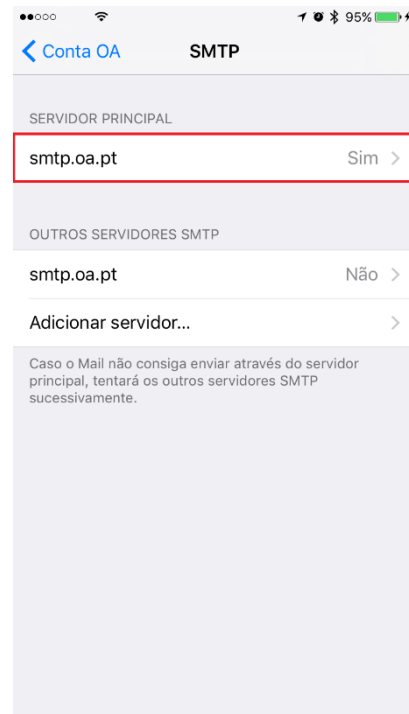 95%
Conta OA SMTP
SERVIDOR PRINCIPAL
smtp.oa.pt Sim
OUTROS SERVIDORES SMTP
smtp.oa.pt Não
Adicionar servidor...
Caso o Mail não consiga enviar através do servidor
principal, tentará os outros servidores SMTP
sucessivamente.